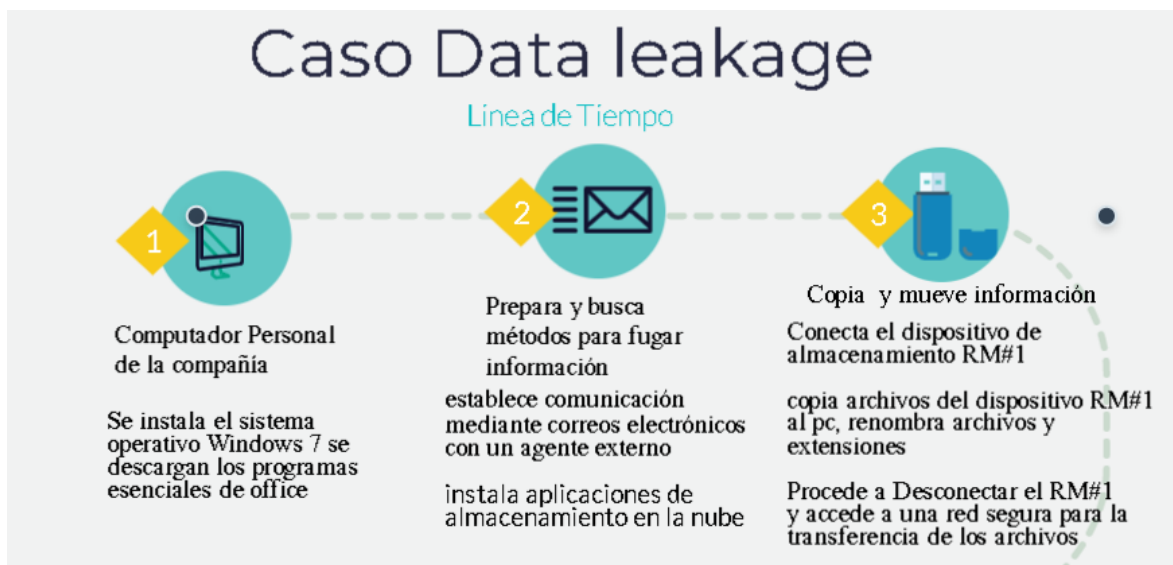 Caso Data leakage
Linea de Tiempo
1
Computador Personal
de la compañía
Se instala el sistema
operativo Windows 7 se
descargan los programas
esenciales de office
2
Prepara y busca
métodos para fugar
información
establece comunicación
mediante correos electrónicos
con un agente externo
instala aplicaciones de
almacenamiento en la nube
3
Copia y mueve información
Conecta el dispositivo de
almacenamiento RM#1
copia archivos del dispositivo RM#1
al pc, renombra archivos y
extensiones
Procede a Desconectar el RM#1
y accede a una red segura para la
transferencia de los archivos